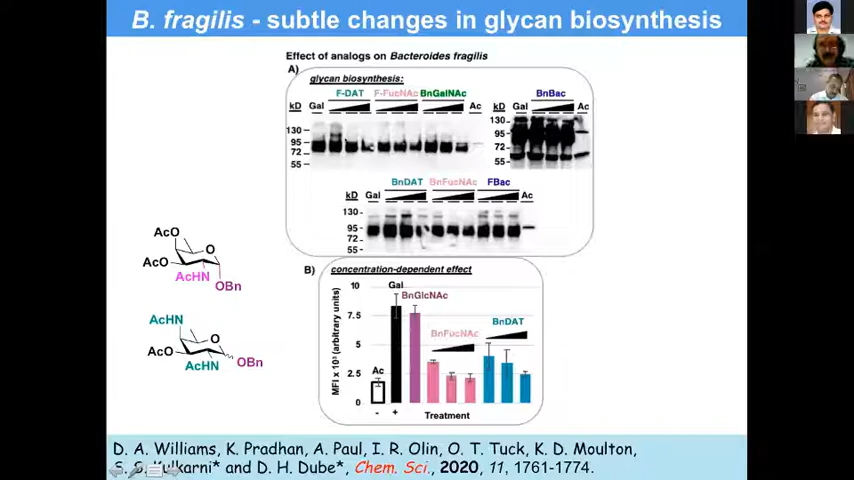 B. fragilis - subtle changes in glycan biosynthesis
Effect of analogs on Bacteroides fragilis
A)
glycan biosynthesis:
F-DAT F-FucNAc BnGalNAc
kD Gal Ac
130
95
72
55
BnBac
kD Gal Ac
130
95
72
55
BnDAT BnFucNAc FBac
kD Gal Ac
130
95
72
55
AcO
O
AcO
AcHN
OBn
AcHN
O
AcO
AcHN
OBn
B) concentration-dependent effect
MFI x 10³ (arbitrary units)
10
7.5
5
2.5
0
Ac
Gal
BnGlcNAc
BnFucNAc
BnDAT
- + Treatment
D. A. Williams, K. Pradhan, A. Paul, I. R. Olin, O. T. Tuck, K. D. Moulton,
S. S. Kulkarni* and D. H. Dube*, Chem. Sci., 2020, 11, 1761-1774.